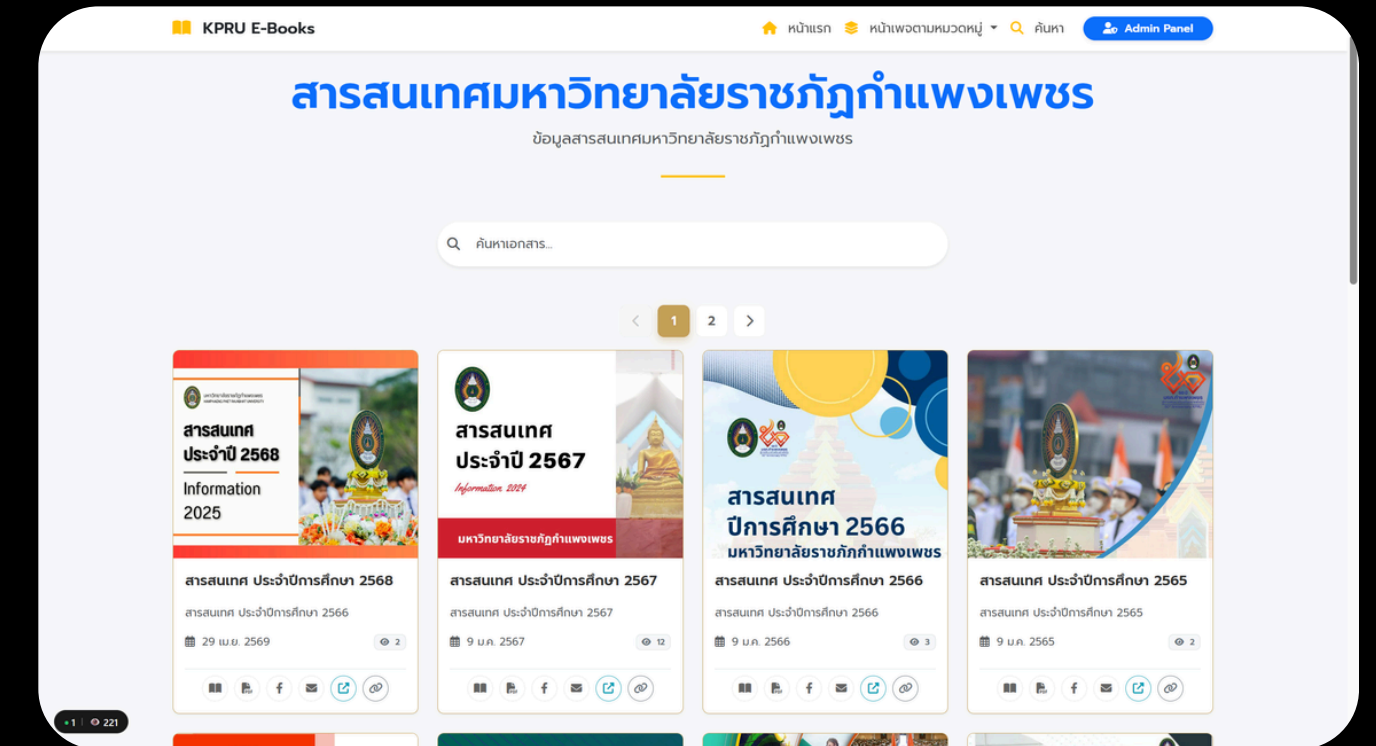 KPRU E-Books
หน้าแรก
หน้าเพจตามหมวดหมู่
ค้นหา
Admin Panel
สารสนเทศมหาวิทยาลัยราชภัฏกำแพงเพชร
ข้อมูลสารสนเทศมหาวิทยาลัยราชภัฏกำแพงเพชร
ค้นหาเอกสาร...
1
2
สารสนเทศ
ประจำปี 2568
Information
2025
สารสนเทศ ประจำปีการศึกษา 2568
สารสนเทศ ประจำปีการศึกษา 2566
29 เม.ย. 2569
2
สารสนเทศ
ประจำปี 2567
Information 2024
มหาวิทยาลัยราชภัฏกำแพงเพชร
สารสนเทศ ประจำปีการศึกษา 2567
สารสนเทศ ประจำปีการศึกษา 2567
9 ม.ค. 2567
12
สารสนเทศ
ปีการศึกษา 2566
มหาวิทยาลัยราชภัฏกำแพงเพชร
สารสนเทศ ประจำปีการศึกษา 2566
สารสนเทศ ประจำปีการศึกษา 2566
9 ม.ค. 2566
3
สารสนเทศ ประจำปีการศึกษา 2565
สารสนเทศ ประจำปีการศึกษา 2565
9 ม.ค. 2565
2
1
221